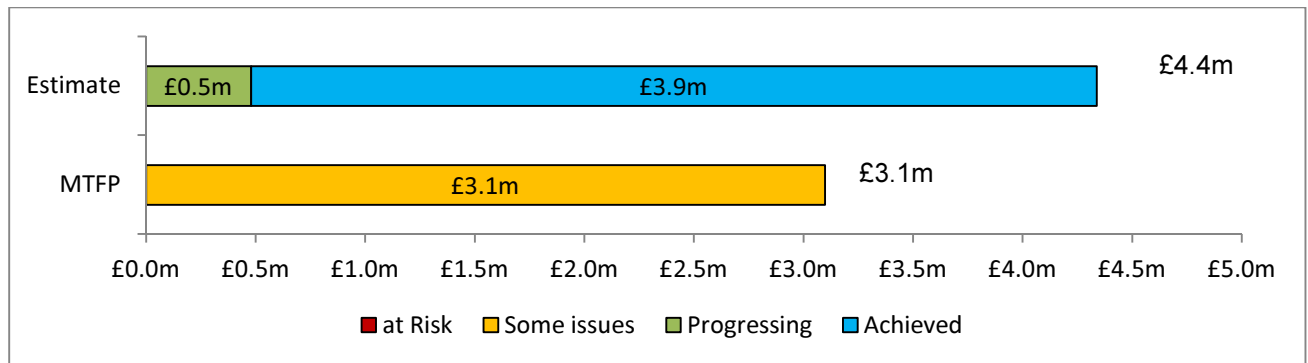 £4.4m
Estimate £0.5m £3.9m
MTFP £3.1m £3.1m
£0.0m £0.5m £1.0m £1.5m £2.0m £2.5m £3.0m £3.5m £4.0m £4.5m £5.0m
at Risk Some issues Progressing Achieved